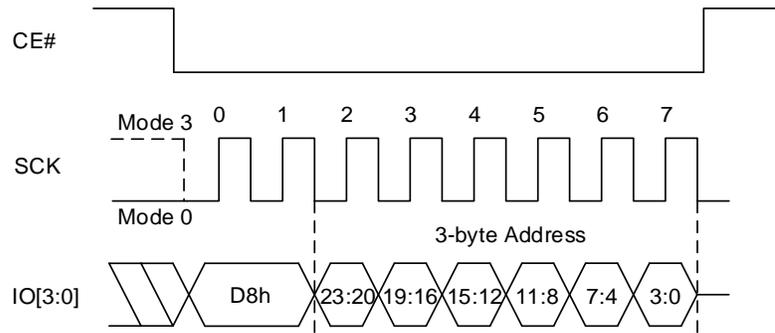 CE#
Mode 3 0 1 2 3 4 5 6 7
SCK
Mode 0
3-byte Address
IO[3:0] D8h 23:20 19:16 15:12 11:8 7:4 3:0